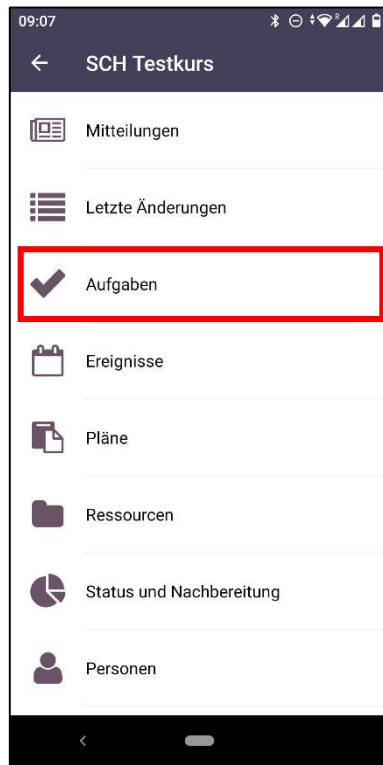 09:07
SCH Testkurs
Mitteilungen
Letzte Änderungen
Aufgaben
Ereignisse
Pläne
Ressourcen
Status und Nachbereitung
Personen